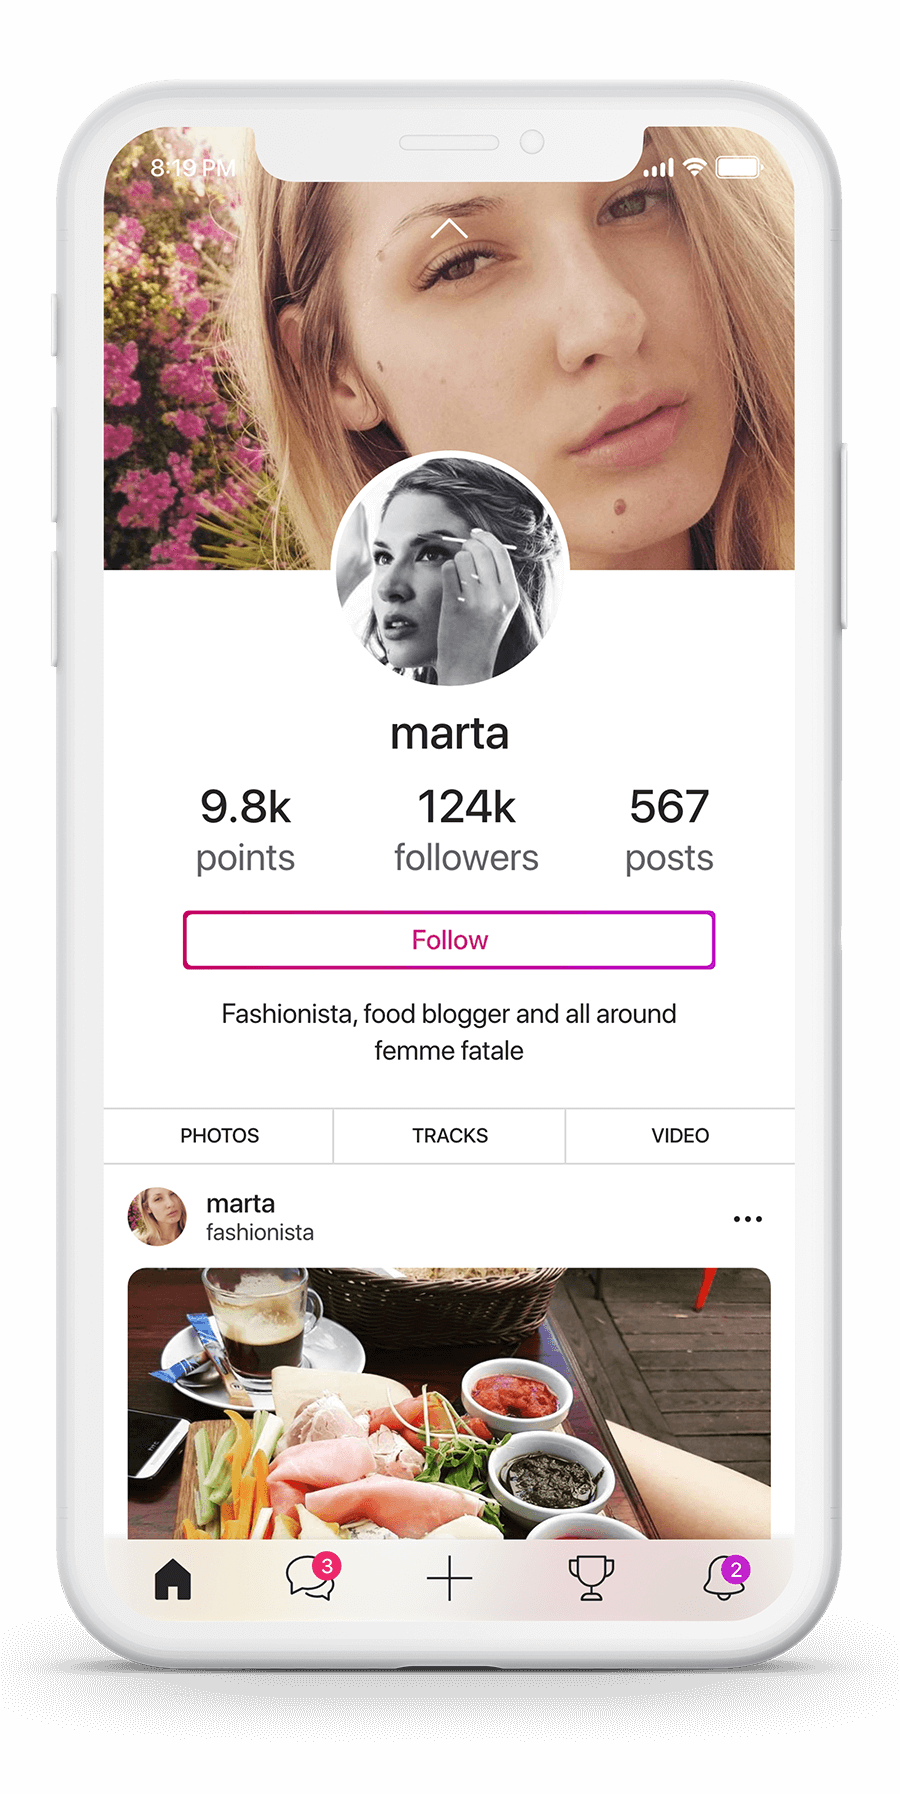 8:19 PM
marta
9.8k 124k 567
points followers posts
Follow
Fashionista, food blogger and all around
femme fatale
PHOTOS TRACKS VIDEO
marta
fashionista
3 2